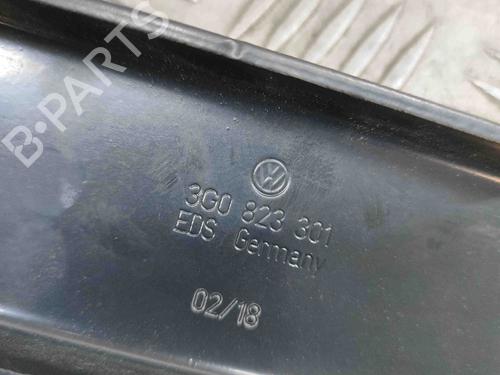 B-PARTS
3G0 823 301
EDS Germany
02/18